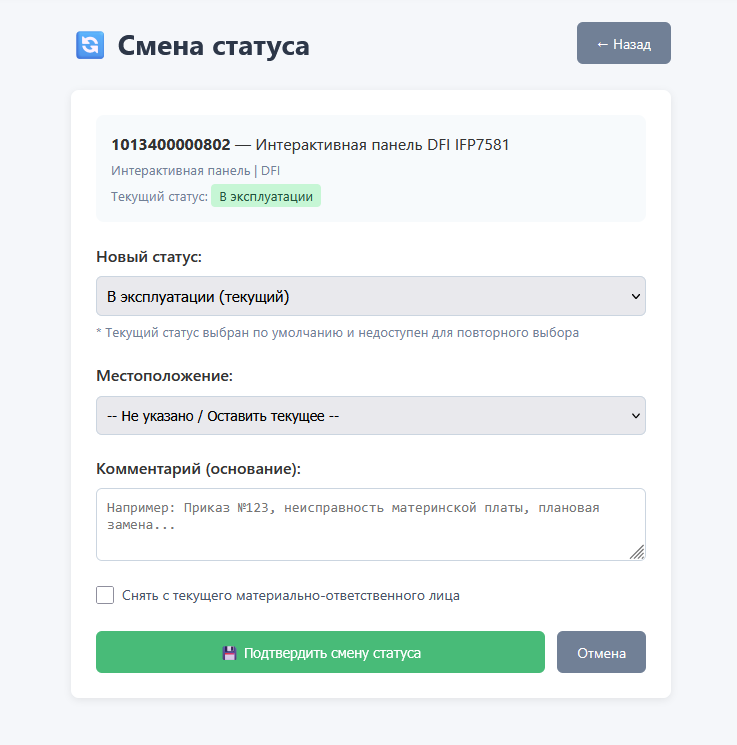 Смена статуса
← Назад
1013400000802 — Интерактивная панель DFI IFP7581
Интерактивная панель | DFI
Текущий статус: В эксплуатации
Новый статус:
В эксплуатации (текущий)
* Текущий статус выбран по умолчанию и недоступен для повторного выбора
Местоположение:
-- Не указано / Оставить текущее --
Комментарий (основание):
Например: Приказ №123, неисправность материнской платы, плановая
замена...
Снять с текущего материально-ответственного лица
Подтвердить смену статуса
Отмена